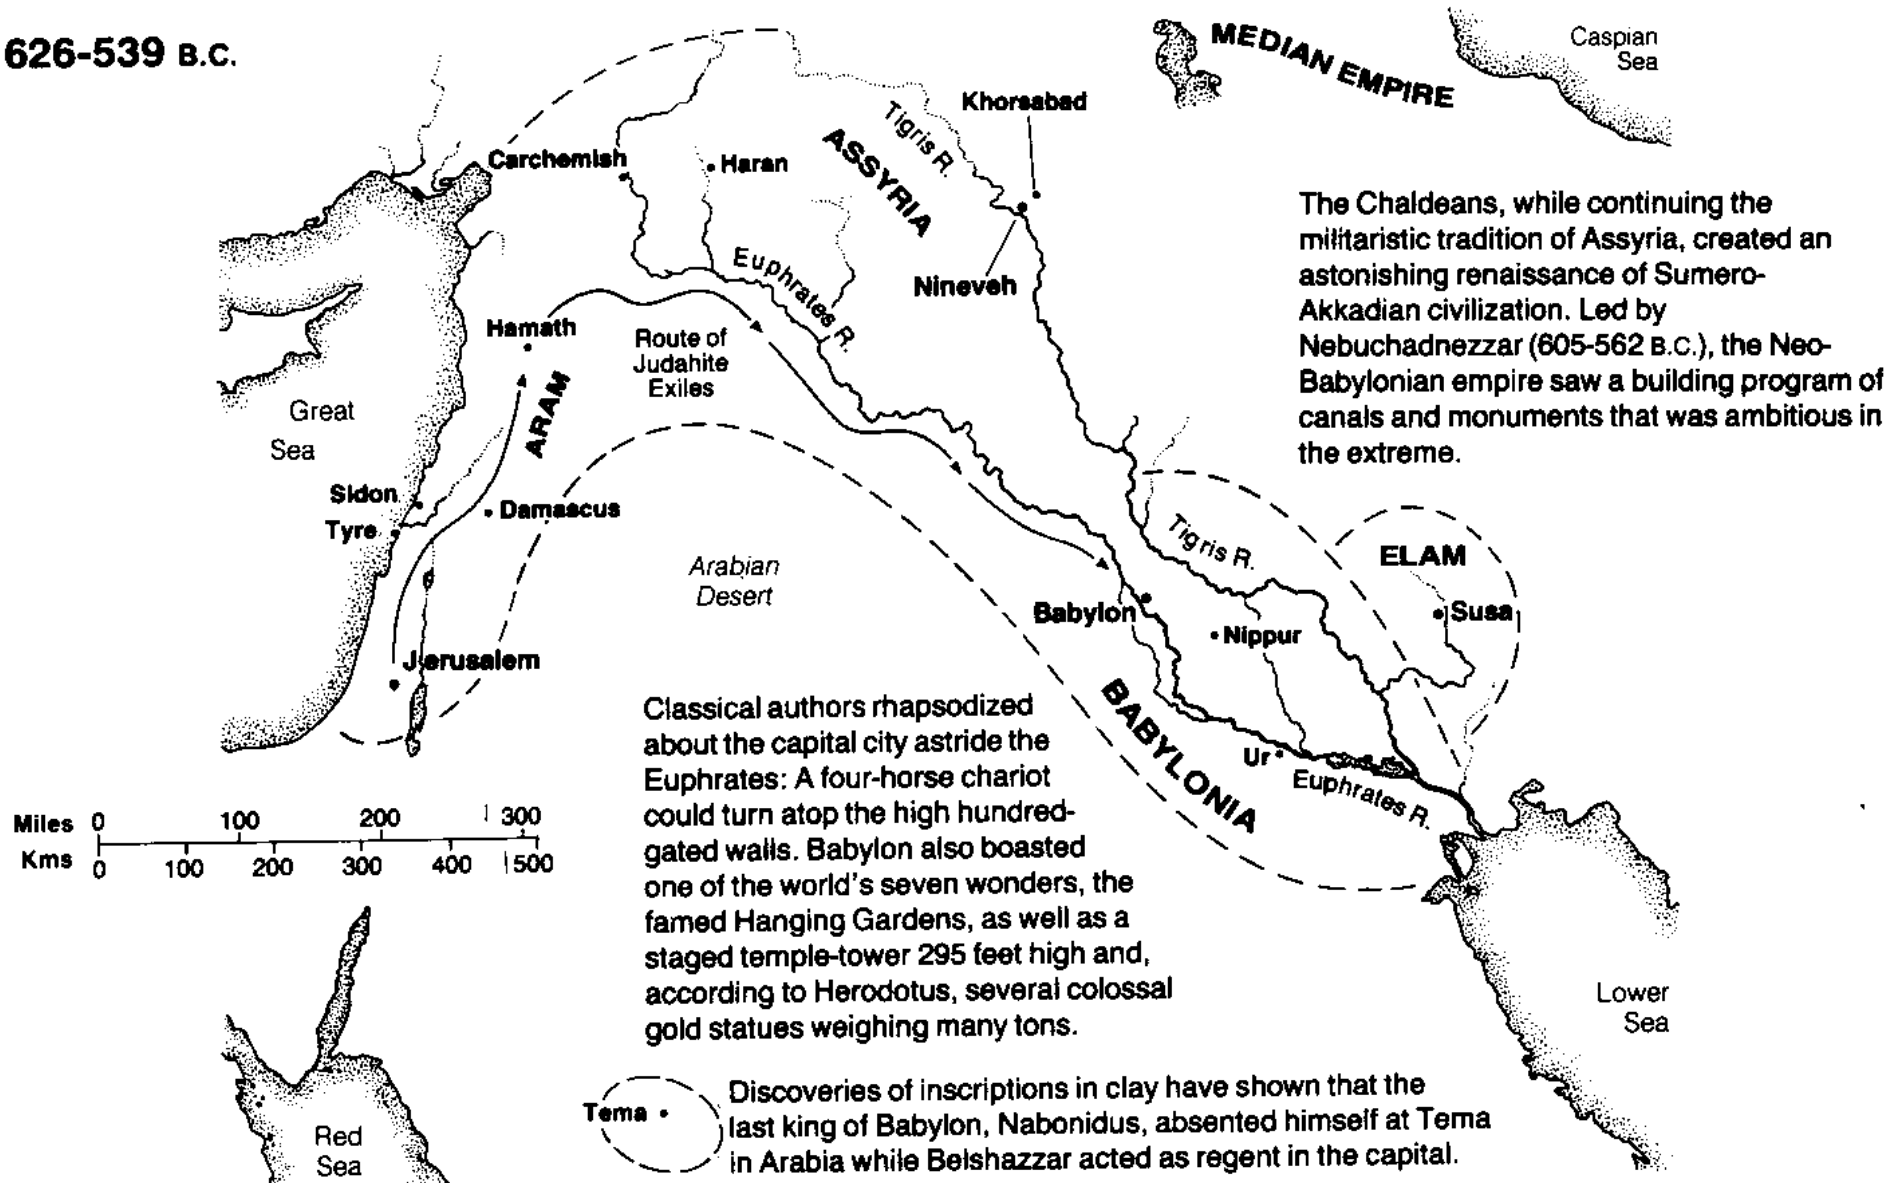 626-539 B.C.
MEDIAN EMPIRE
Caspian
Sea
Khorsabad
Tigris R.
ASSYRIA
Carchemish
Haran
Nineveh
Euphrates R.
The Chaldeans, while continuing the
militaristic tradition of Assyria, created an
astonishing renaissance of Sumero-
Akkadian civilization. Led by
Nebuchadnezzar (605-562 B.C.), the Neo-
Babylonian empire saw a building program of
canals and monuments that was ambitious in
the extreme.
Hamath
Route of
Judahite
Exiles
ARAM
Great
Sea
Sidon
Tyre
Damascus
Arabian
Desert
Tigris R.
ELAM
Susa
Babylon
Nippur
Jerusalem
BABYLONIA
Ur
Euphrates R.
Classical authors rhapsodized
about the capital city astride the
Euphrates: A four-horse chariot
could turn atop the high hundred-
gated walls. Babylon also boasted
one of the world's seven wonders, the
famed Hanging Gardens, as well as a
staged temple-tower 295 feet high and,
according to Herodotus, several colossal
gold statues weighing many tons.
Miles 0 100 200 300
Kms 0 100 200 300 400 500
Lower
Sea
Red
Sea
Tema
Discoveries of inscriptions in clay have shown that the
last king of Babylon, Nabonidus, absented himself at Tema
in Arabia while Belshazzar acted as regent in the capital.